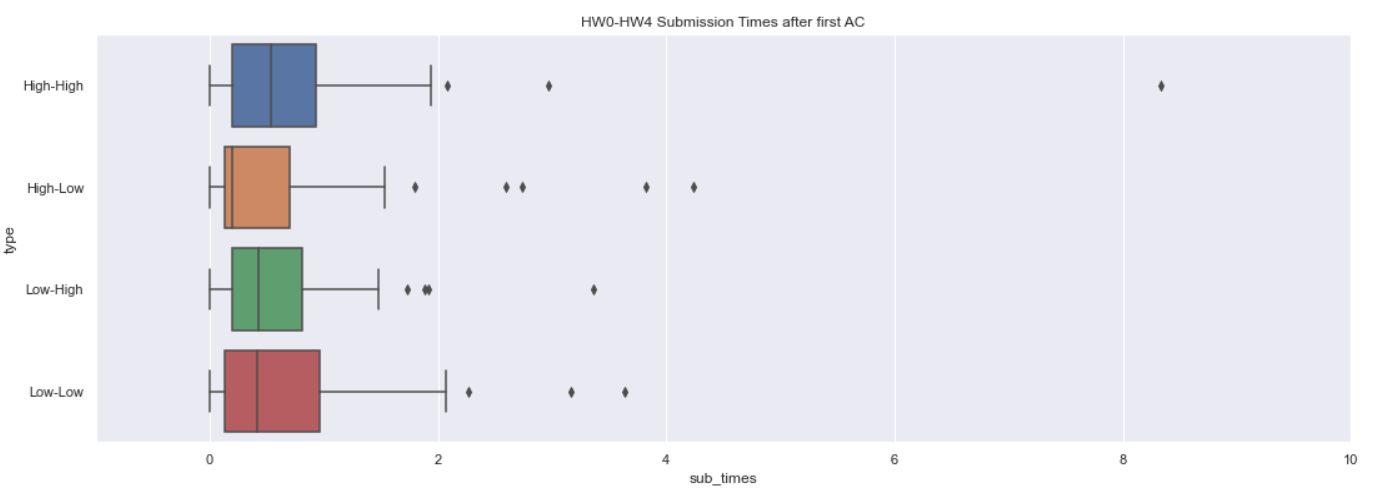 HW0-HW4 Submission Times after first AC
High-High
High-Low
Low-High
Low-Low
type
0 2 4 6 8 10
sub_times